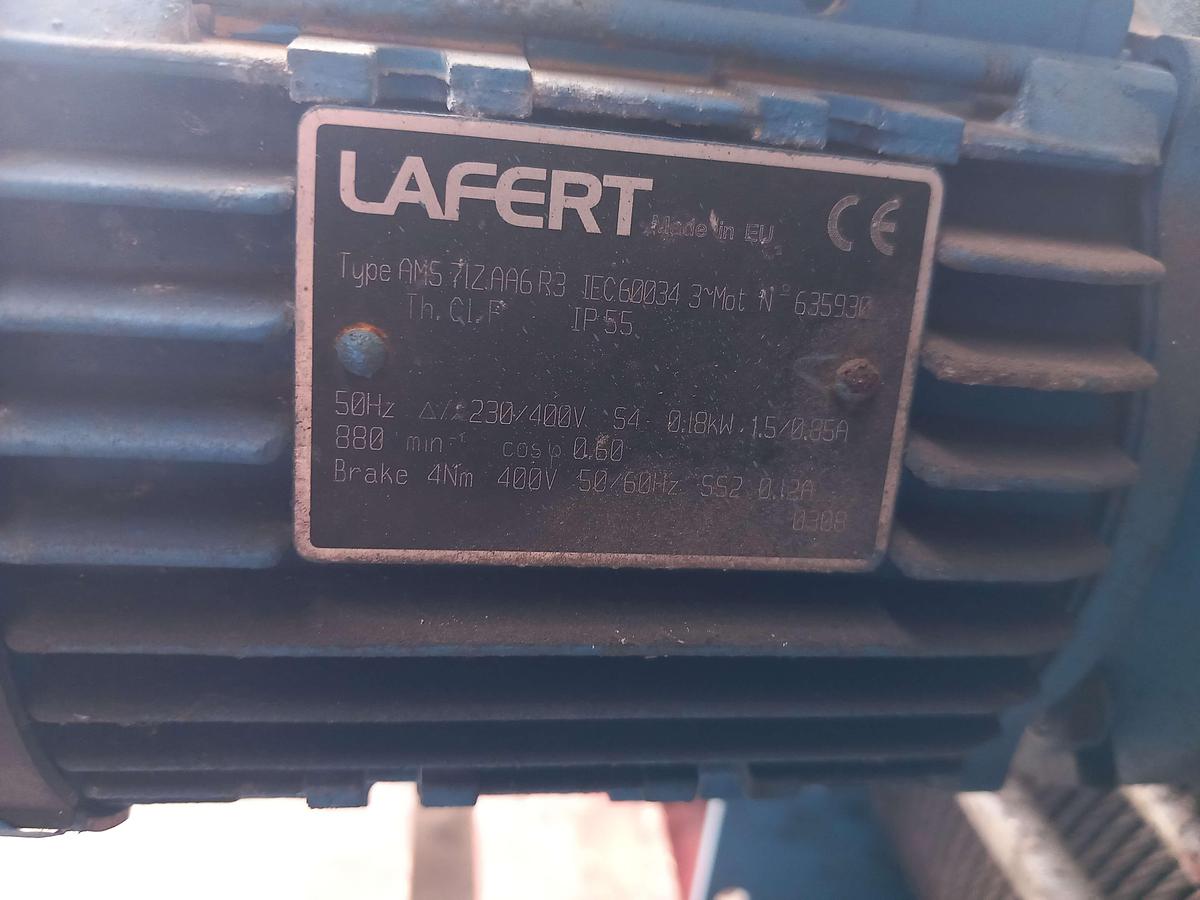 LAFERT Made in EU CE
Type AMS 71Z AA6 R3 IEC 60034 3~Mot N° 635930
Th. Cl. F IP 55
50Hz △/⅄ 230/400V S4 - 0.18kW 1.5/0.85A
880 min⁻¹ cosφ 0.60
Brake 4Nm 400V 50/60Hz SS2 0.12A
0308